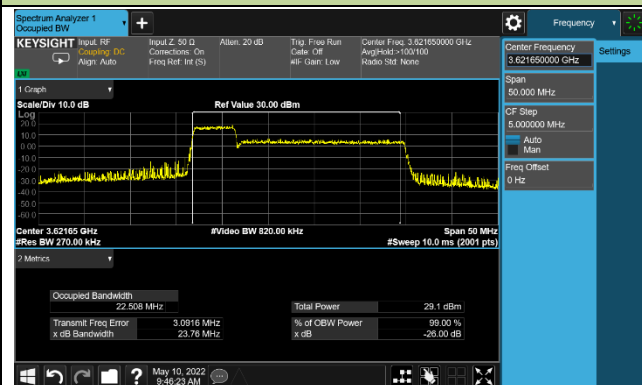 Spectrum Analyzer 1
Occupied BW
Frequency
KEYSIGHT
Input: RF
Coupling: DC
Align: Auto
Input Z: 50 Ω
Corrections: On
Freq Ref: Int (S)
Atten: 20 dB
Trig: Free Run
Gate: Off
#IF Gain: Low
Center Freq: 3.621650000 GHz
Avg|Hold:>100/100
Radio Std: None
Center Frequency
3.621650000 GHz
Settings
Span
50.000 MHz
CF Step
5.000000 MHz
Auto
Man
Freq Offset
0 Hz
1 Graph
Scale/Div 10.0 dB
Ref Value 30.00 dBm
Log
20.0
10.0
0.00
-10.0
-20.0
-30.0
-40.0
-50.0
-60.0
Center 3.62165 GHz
#Video BW 820.00 kHz
Span 50 MHz
#Res BW 270.00 kHz
#Sweep 10.0 ms (2001 pts)
2 Metrics
Occupied Bandwidth
22.508 MHz
Total Power 29.1 dBm
Transmit Freq Error 3.0916 MHz
% of OBW Power 99.00 %
x dB Bandwidth 23.76 MHz
x dB -26.00 dB
?
May 10, 2022
9:46:23 AM